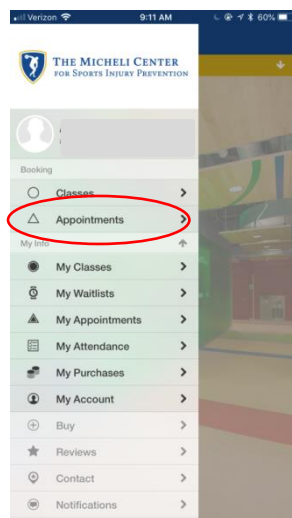 Verizon 9:11 AM 60%
THE MICHELI CENTER
FOR SPORTS INJURY PREVENTION
Booking
Classes
Appointments
My Info
My Classes
My Waitlists
My Appointments
My Attendance
My Purchases
My Account
Buy
Reviews
Contact
Notifications